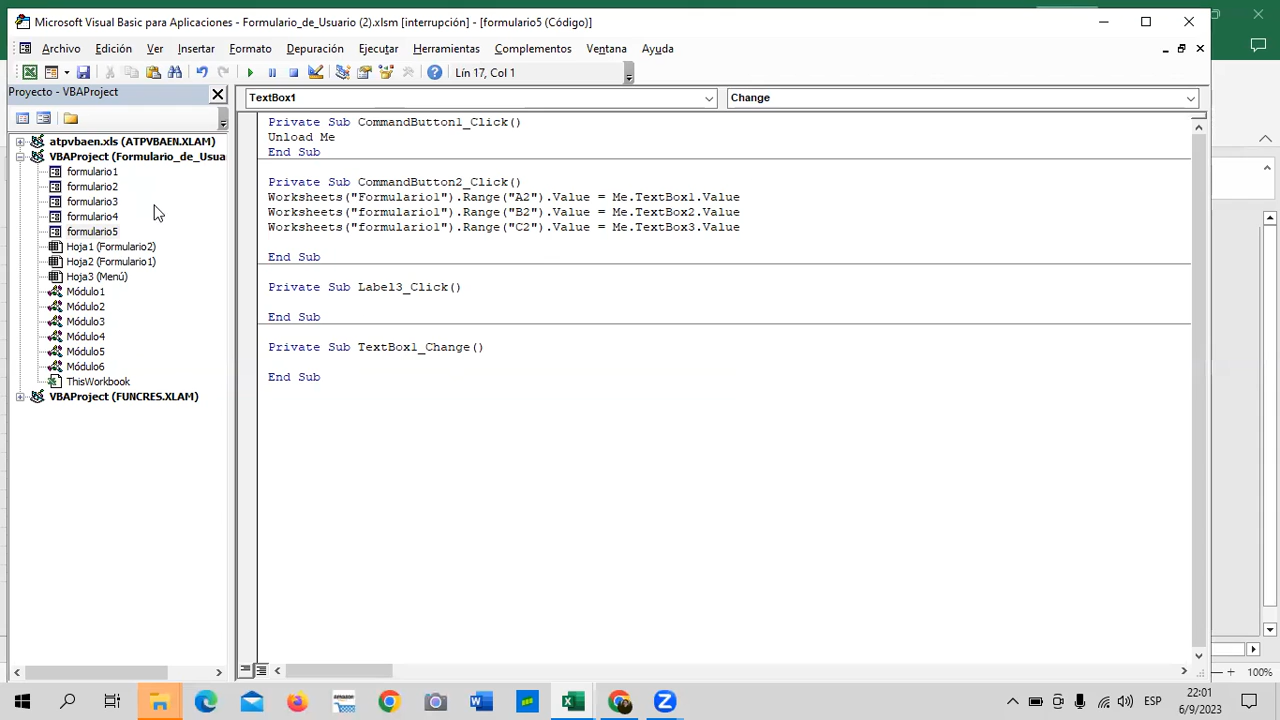 Microsoft Visual Basic para Aplicaciones - Formulario_de_Usuario (2).xlsm [interrupción] - [formulario5 (Código)]
Archivo Edición Ver Insertar Formato Depuración Ejecutar Herramientas Complementos Ventana Ayuda
Lín 17, Col 1
Proyecto - VBAProject
TextBox1
Change
atpvbaen.xls (ATPVBAEN.XLAM)
VBAProject (Formulario_de_Usua
formulario1
formulario2
formulario3
formulario4
formulario5
Hoja1 (Formulario2)
Hoja2 (Formulario1)
Hoja3 (Menú)
Módulo1
Módulo2
Módulo3
Módulo4
Módulo5
Módulo6
ThisWorkbook
VBAProject (FUNCRES.XLAM)
Private Sub CommandButton1_Click()
Unload Me
End Sub
Private Sub CommandButton2_Click()
Worksheets("Formulario1").Range("A2").Value = Me.TextBox1.Value
Worksheets("formulario1").Range("B2").Value = Me.TextBox2.Value
Worksheets("formulario1").Range("C2").Value = Me.TextBox3.Value
End Sub
Private Sub Label3_Click()
End Sub
Private Sub TextBox1_Change()
End Sub
100%
ESP
22:01
6/9/2023